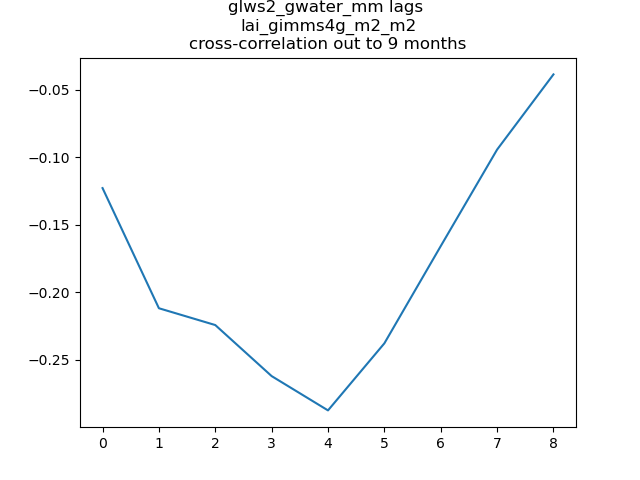 glws2_gwater_mm lags
lai_gimms4g_m2_m2
cross-correlation out to 9 months
−0.05
−0.10
−0.15
−0.20
−0.25
0 1 2 3 4 5 6 7 8